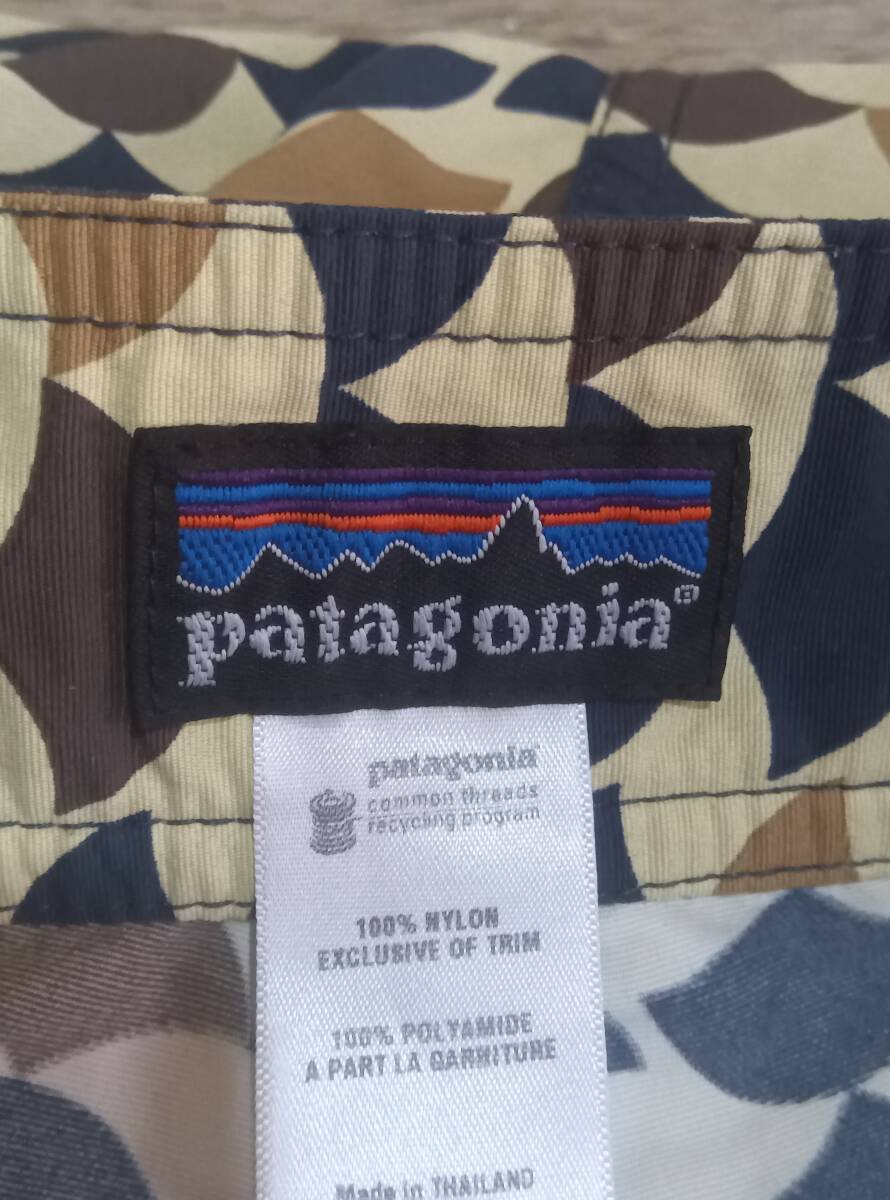 patagonia®
patagonia
common threads
recycling program
100% NYLON
EXCLUSIVE OF TRIM
100% POLYAMIDE
A PART LA GARNITURE
Made in THAILAND